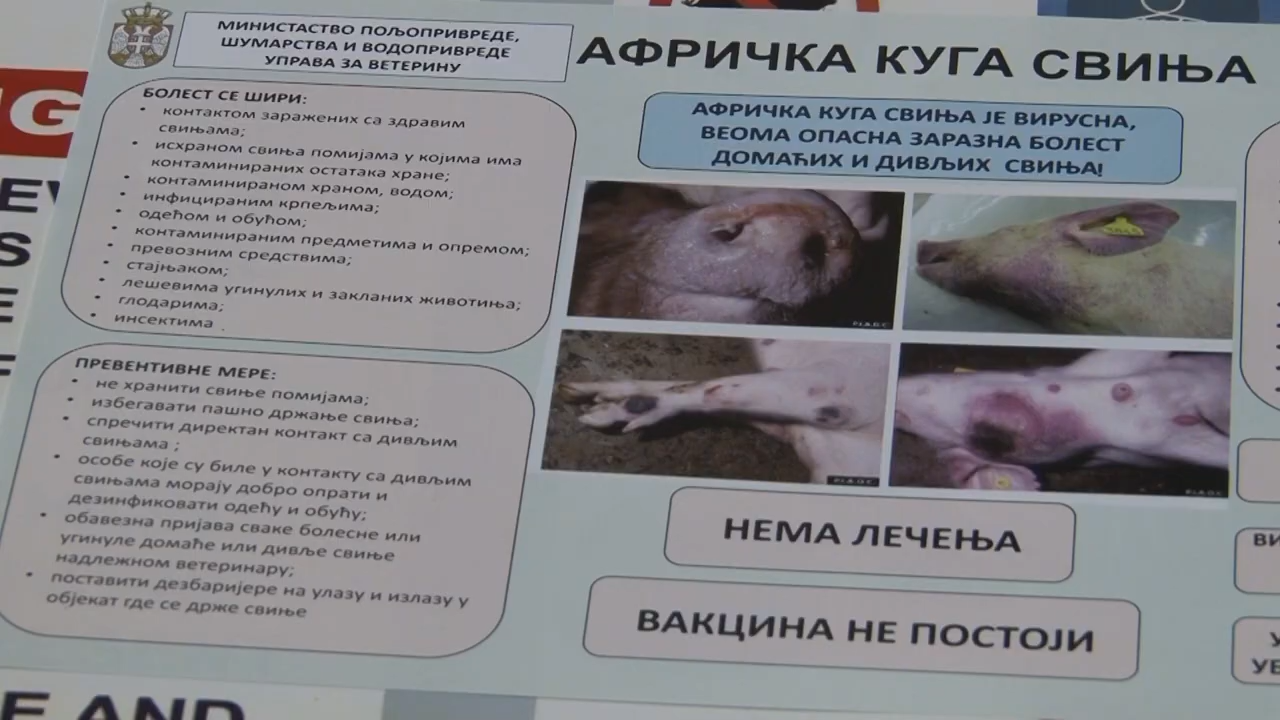 МИНИСТАСТВО ПОЉОПРИВРЕДЕ,
ШУМАРСТВА И ВОДОПРИВРЕДЕ
УПРАВА ЗА ВЕТЕРИНУ
АФРИЧКА КУГА СВИЊА
БОЛЕСТ СЕ ШИРИ:
• контактом заражених са здравим
свињама;
• исхраном свиња помијама у којима има
контаминираних остатака хране;
• контаминираном храном, водом;
• инфицираним крпељима;
• одећом и обућом;
• контаминираним предметима и опремом;
• превозним средствима;
• стајњаком;
• лешевима угинулих и закланих животиња;
• глодарима;
• инсектима .
ПРЕВЕНТИВНЕ МЕРЕ:
• не хранити свиње помијама;
• избегавати пашно држање свиња;
• спречити директан контакт са дивљим
свињама ;
• особе које су биле у контакту са дивљим
свињама морају добро опрати и
дезинфиковати одећу и обућу;
• обавезна пријава сваке болесне или
угинуле домаће или дивље свиње
надлежном ветеринару;
• поставити дезбаријере на улазу и излазу у
објекат где се држе свиње
АФРИЧКА КУГА СВИЊА ЈЕ ВИРУСНА,
ВЕОМА ОПАСНА ЗАРАЗНА БОЛЕСТ
ДОМАЋИХ И ДИВЉИХ СВИЊА!
НЕМА ЛЕЧЕЊА
ВАКЦИНА НЕ ПОСТОЈИ
E AND